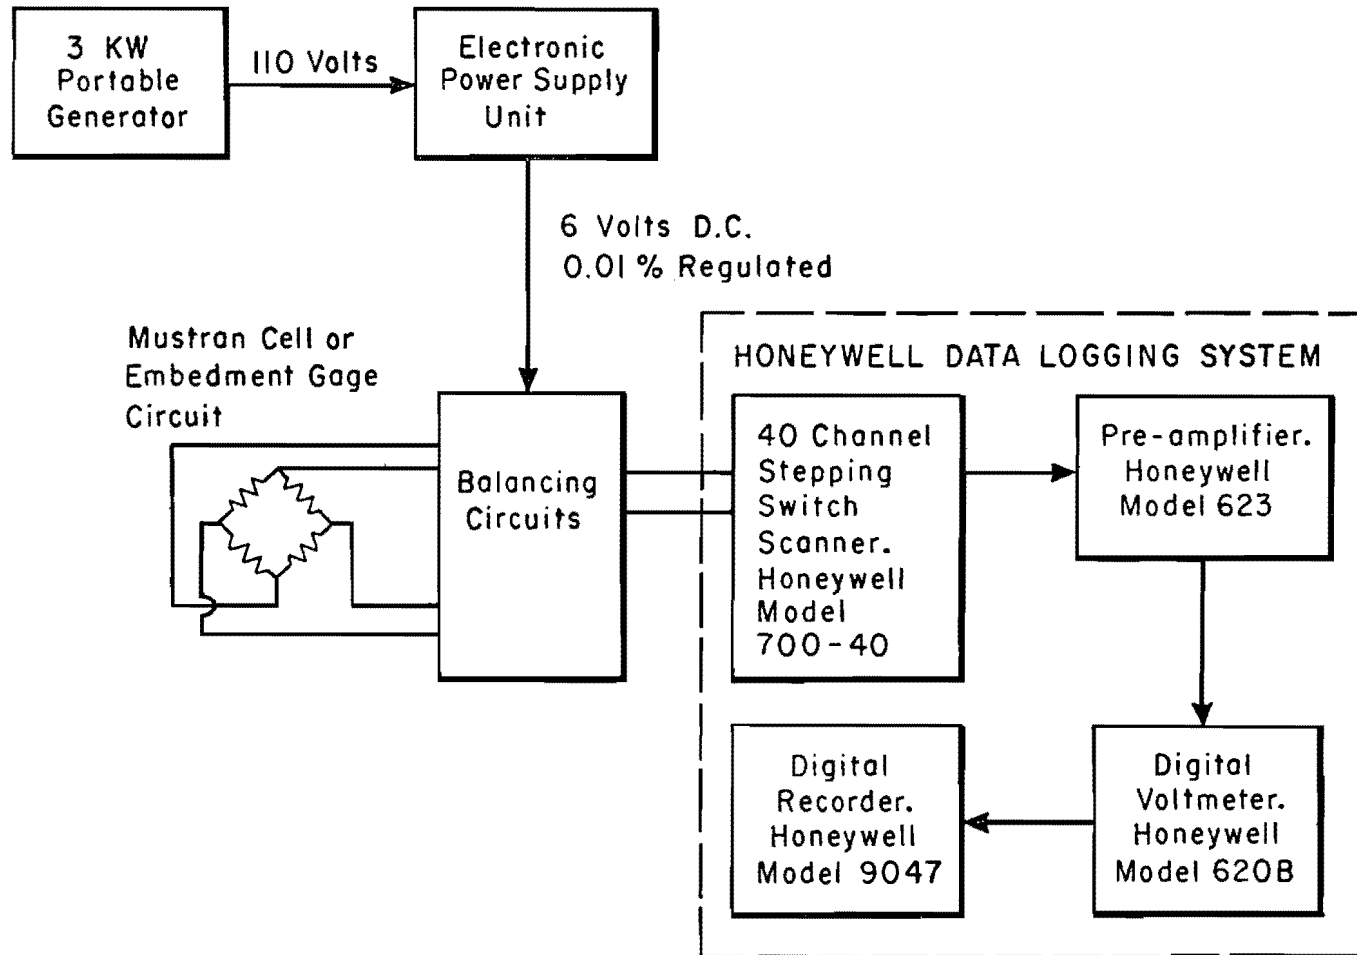 3 KW
Portable
Generator
110 Volts
Electronic
Power Supply
Unit
6 Volts D.C.
0.01 % Regulated
Mustran Cell or
Embedment Gage
Circuit
Balancing
Circuits
HONEYWELL DATA LOGGING SYSTEM
40 Channel
Stepping
Switch
Scanner.
Honeywell
Model
700-40
Pre-amplifier.
Honeywell
Model 623
Digital
Voltmeter.
Honeywell
Model 620B
Digital
Recorder.
Honeywell
Model 9047